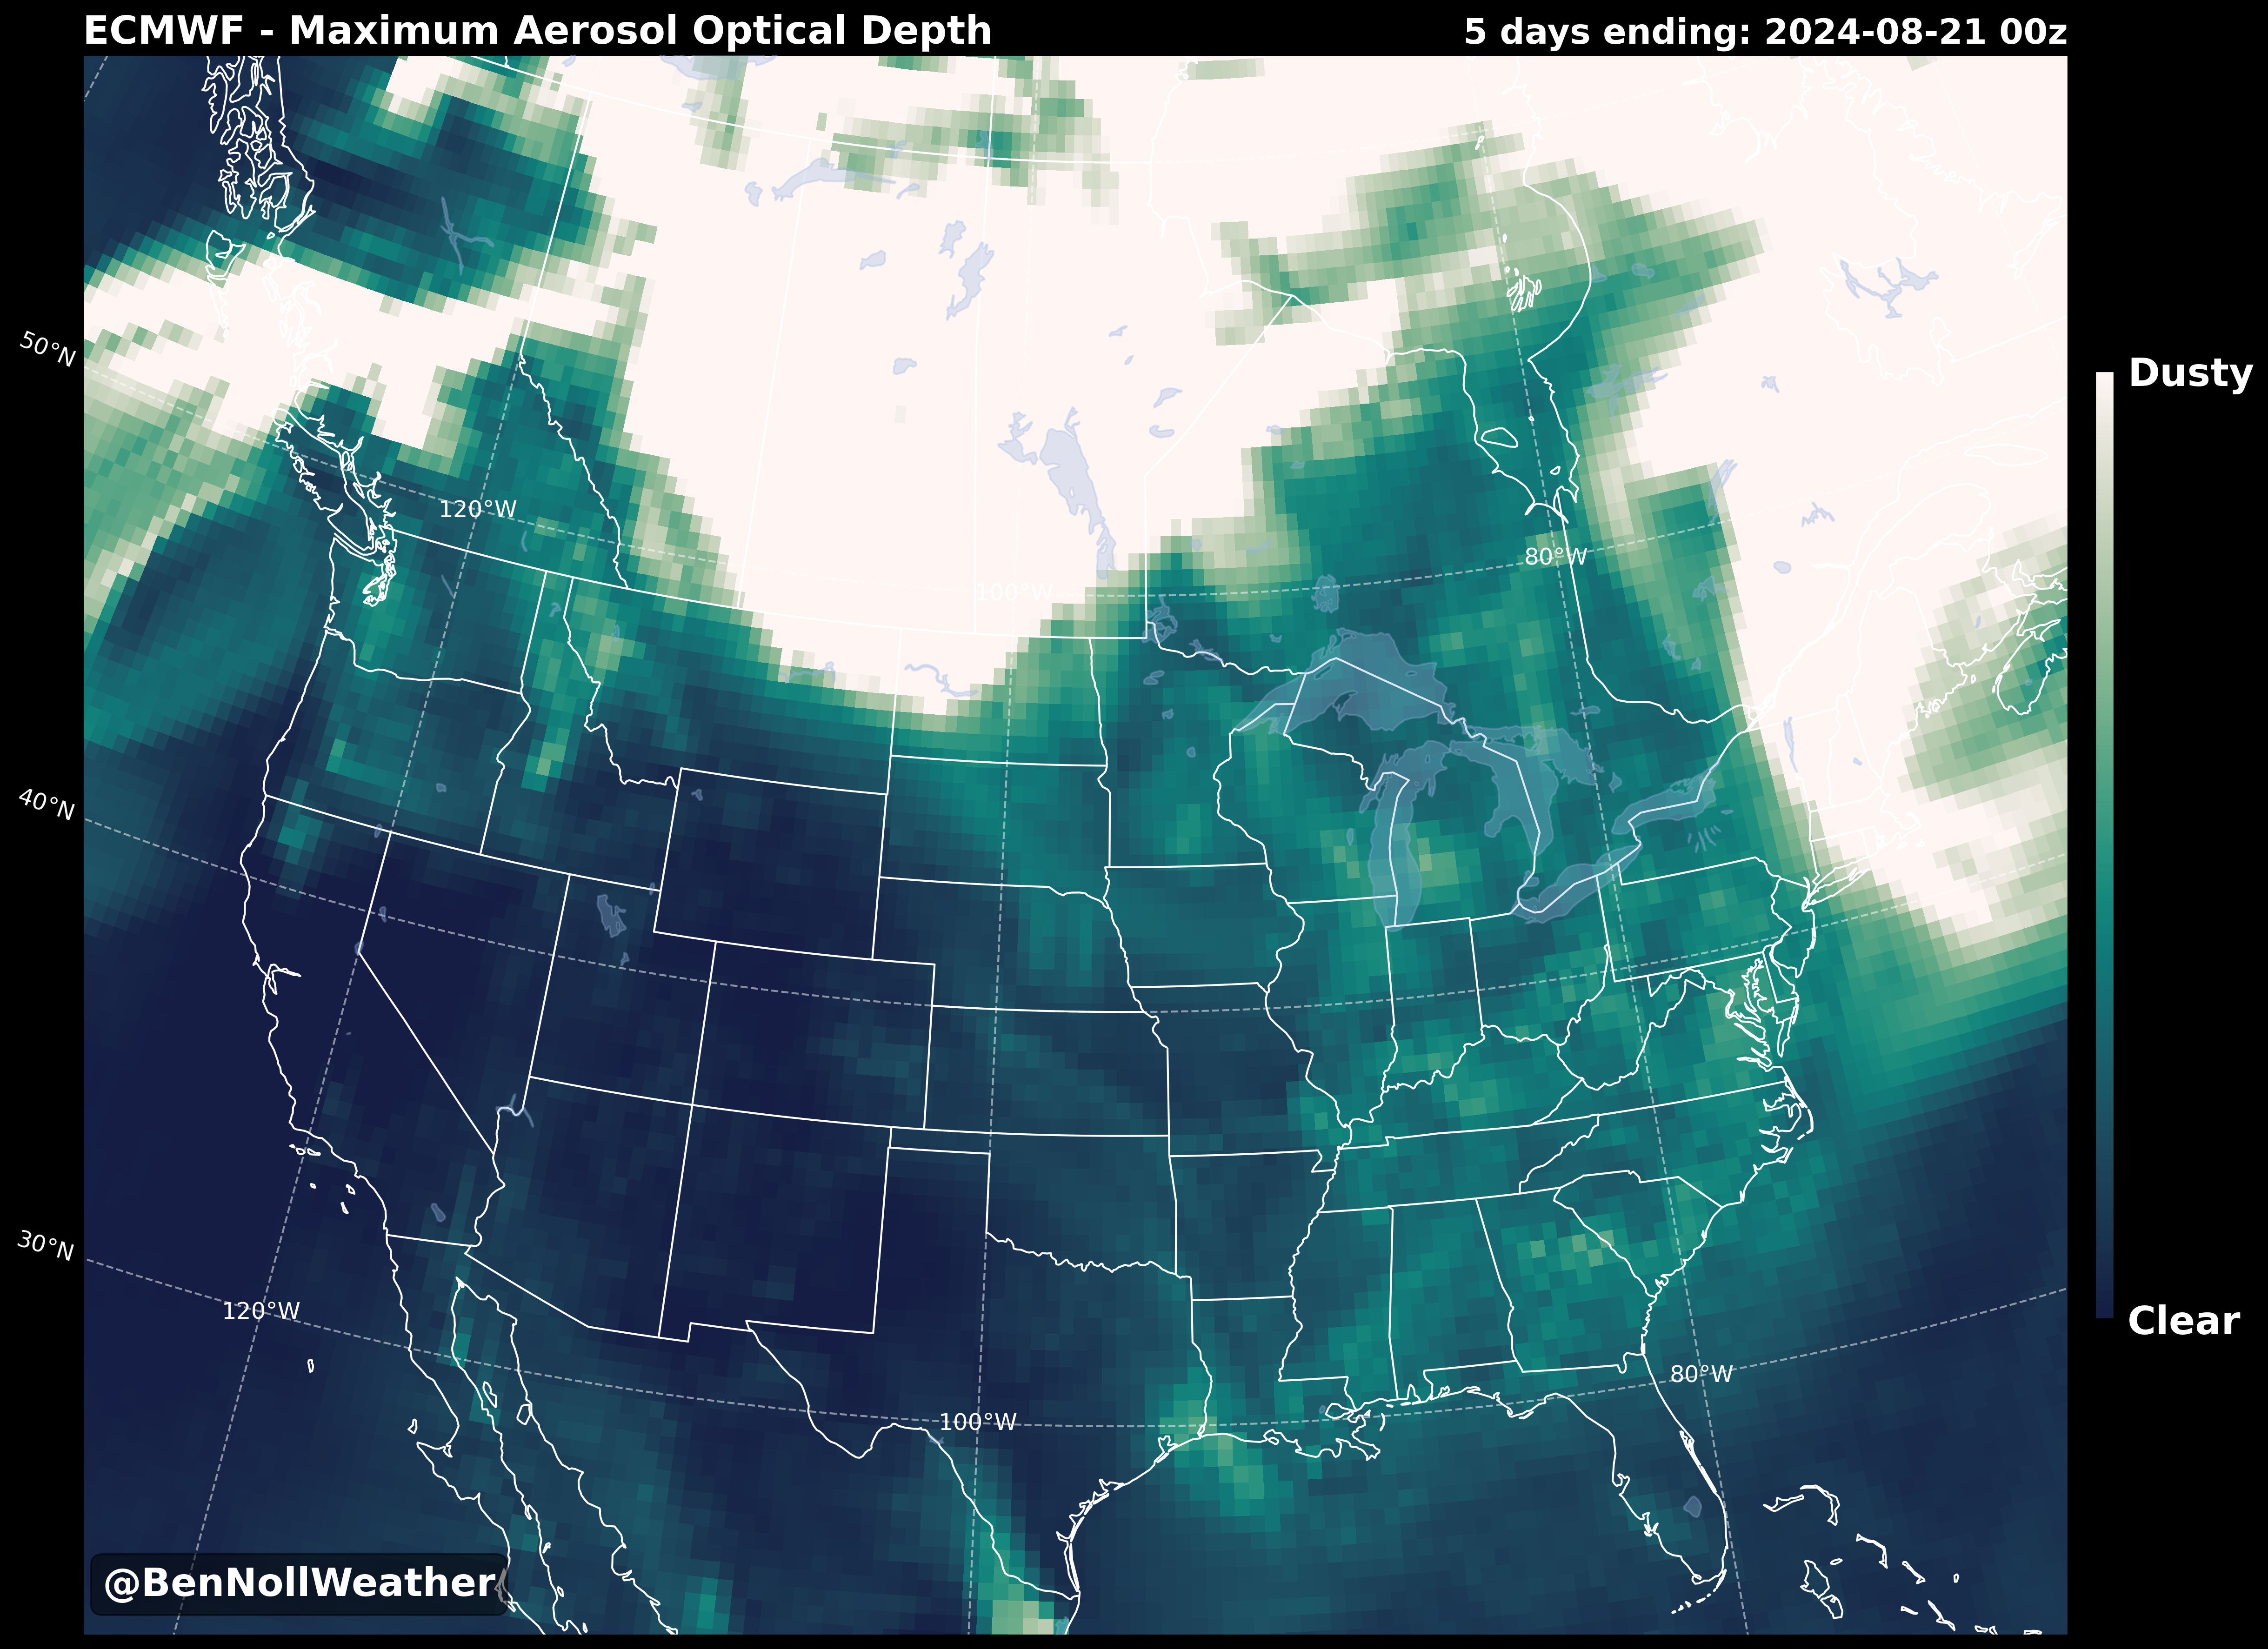 ECMWF - Maximum Aerosol Optical Depth
5 days ending: 2024-08-21 00z
50°N
Dusty
120°W
80°W
100°W
40°N
30°N
120°W
Clear
80°W
100°W
@BenNollWeather